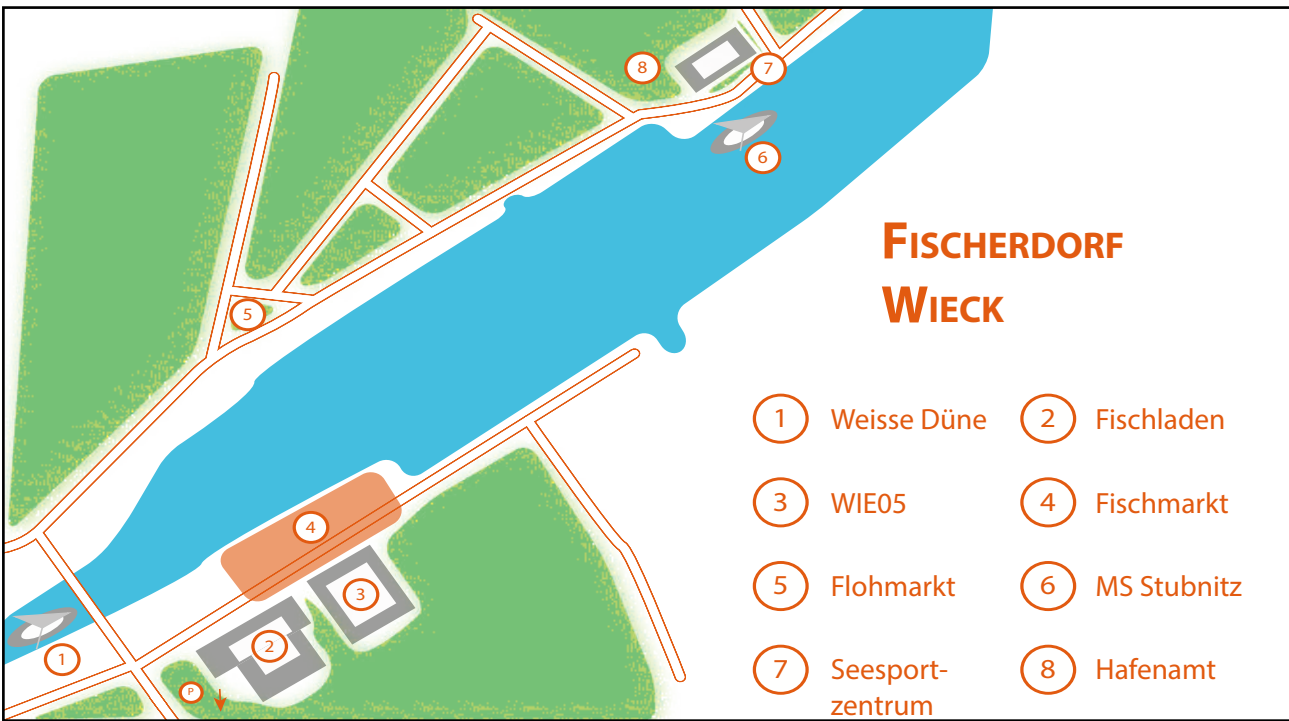 8
7
6
FISCHERDORF
WIECK
5
1 Weisse Düne 2 Fischladen
3 WIE05 4 Fischmarkt
4
5 Flohmarkt 6 MS Stubnitz
3
2
1
7 Seesport-
zentrum
8 Hafenamt
P